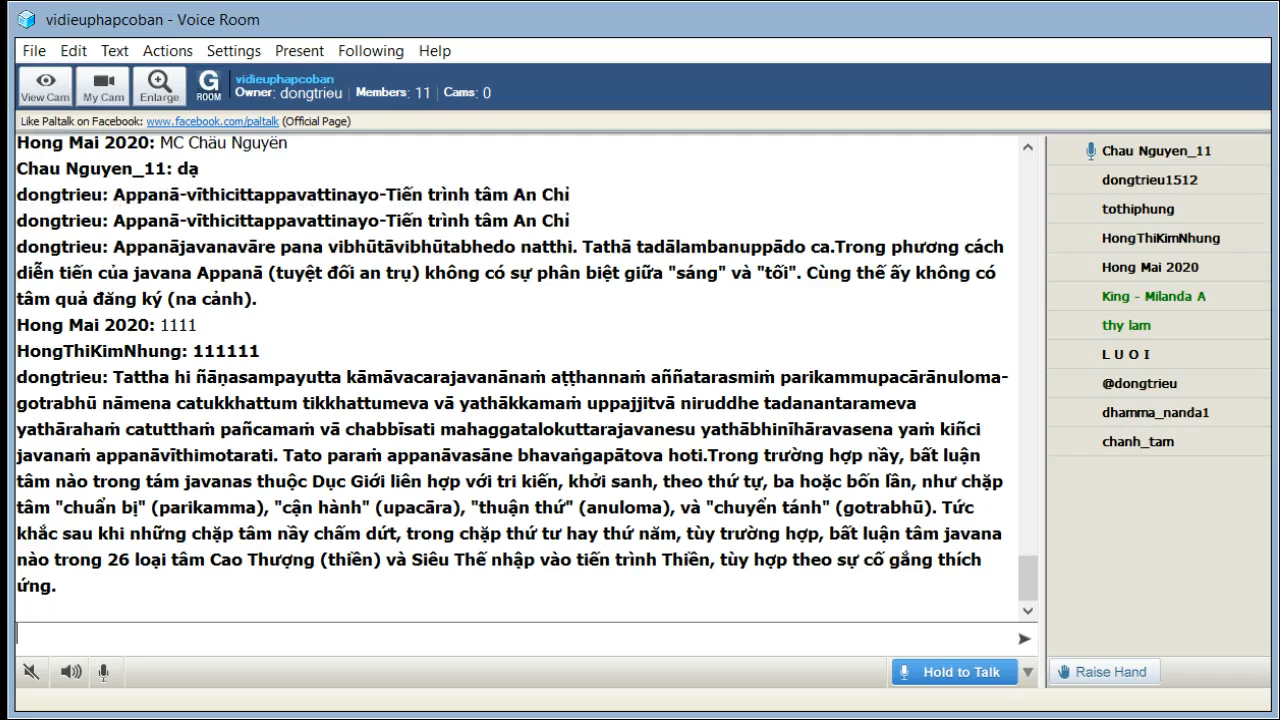 vidieuphapcoban - Voice Room
File Edit Text Actions Settings Present Following Help
View Cam My Cam Enlarge G ROOM
vidieuphapcoban
Owner: dongtrieu | Members: 11 | Cams: 0
Like Paltalk on Facebook: www.facebook.com/paltalk (Official Page)
Hong Mai 2020: MC Chäu Nguyën
Chau Nguyen_11: dạ
dongtrieu: Appanā-vīthicittappavattinayo-Tiến trình tâm An Chỉ
dongtrieu: Appanā-vīthicittappavattinayo-Tiến trình tâm An Chỉ
dongtrieu: Appanājavanavāre pana vibhūtāvibhūtabhedo natthi. Tathā tadālambanuppādo ca.Trong phương cách
diễn tiến của javana Appanā (tuyệt đối an trụ) không có sự phân biệt giữa "sáng" và "tối". Cùng thế ấy không có
tâm quả đăng ký (na cảnh).
Hong Mai 2020: 1111
HongThiKimNhung: 111111
dongtrieu: Tattha hi ñāṇasampayutta kāmāvacarajavanānaṁ aṭṭhannaṁ aññatarasmiṁ parikammupacārānuloma-
gotrabhū nāmena catukkhattum tikkhattumeva vā yathākkamaṁ uppajjitvā niruddhe tadanantarameva
yathārahaṁ catutthaṁ pañcamaṁ vā chabbīsati mahaggatalokuttarajavanesu yathābhinīhāravasena yaṁ kiñci
javanaṁ appanāvīthimotarati. Tato paraṁ appanāvasāne bhavaṅgapātova hoti.Trong trường hợp nầy, bất luận
tâm nào trong tám javanas thuộc Dục Giới liên hợp với tri kiến, khởi sanh, theo thứ tự, ba hoặc bốn lần, như chặp
tâm "chuẩn bị" (parikamma), "cận hành" (upacāra), "thuận thứ" (anuloma), và "chuyển tánh" (gotrabhū). Tức
khắc sau khi những chặp tâm nầy chấm dứt, trong chặp thứ tư hay thứ năm, tùy trường hợp, bất luận tâm javana
nào trong 26 loại tâm Cao Thượng (thiền) và Siêu Thế nhập vào tiến trình Thiền, tùy hợp theo sự cố gắng thích
ứng.
Chau Nguyen_11
dongtrieu1512
tothiphung
HongThiKimNhung
Hong Mai 2020
King - Milanda A
thy lam
L U O I
@dongtrieu
dhamma_nanda1
chanh_tam
Hold to Talk
Raise Hand